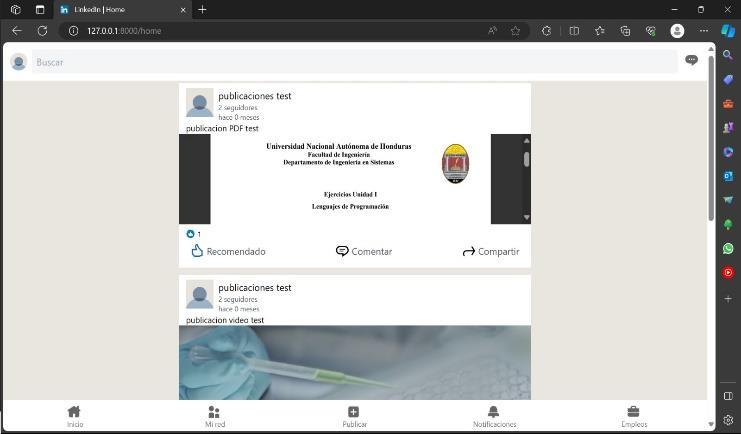 LinkedIn | Home
127.0.0.1:8000/home
Buscar
publicaciones test
2 seguidores
hace 0 meses
publicacion PDF test
Universidad Nacional Autónoma de Honduras
Facultad de Ingeniería
Departamento de Ingeniería en Sistemas
Ejercicios Unidad I
Lenguajes de Programación
1
Recomendado
Comentar
Compartir
publicaciones test
2 seguidores
hace 0 meses
publicacion video test
Inicio
Mi red
Publicar
Notificaciones
Empleos